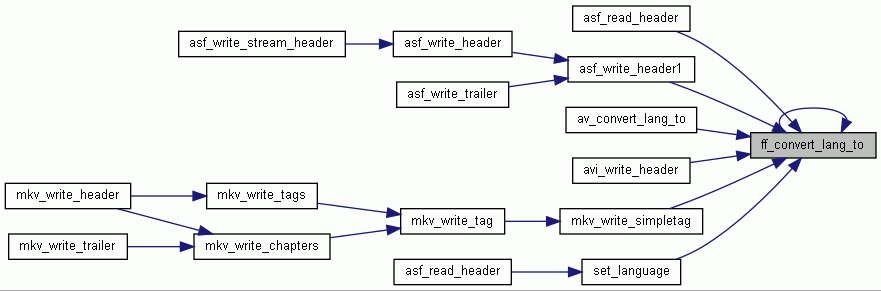 asf_read_header
asf_write_stream_header
asf_write_header
asf_write_header1
asf_write_trailer
av_convert_lang_to
ff_convert_lang_to
avi_write_header
mkv_write_header
mkv_write_tags
mkv_write_tag
mkv_write_simpletag
mkv_write_trailer
mkv_write_chapters
asf_read_header
set_language